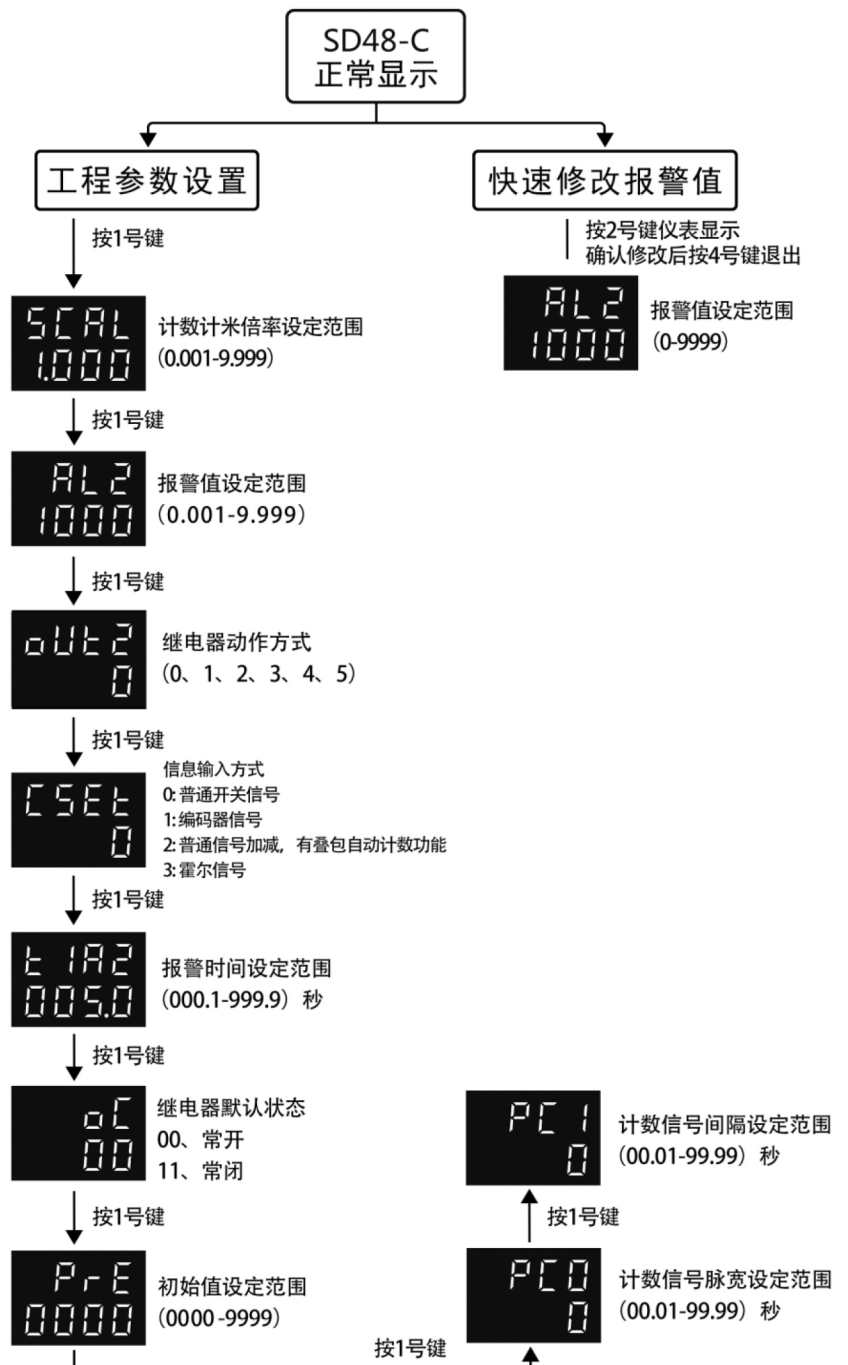 SD48-C
正常显示
工程参数设置
按1号键
SCAL
1.000
计数计米倍率设定范围
(0.001-9.999)
按1号键
AL2
1000
报警值设定范围
(0.001-9.999)
按1号键
oUt2
0
继电器动作方式
(0、1、2、3、4、5)
按1号键
CSEt
0
信息输入方式
0: 普通开关信号
1: 编码器信号
2: 普通信号加减，有叠包自动计数功能
3: 霍尔信号
按1号键
t1A2
005.0
报警时间设定范围
(000.1-999.9) 秒
按1号键
oC
00
继电器默认状态
00、常开
11、常闭
按1号键
PrE
0000
初始值设定范围
(0000-9999)
按1号键
PC0
0
计数信号脉宽设定范围
(00.01-99.99) 秒
按1号键
PC1
0
计数信号间隔设定范围
(00.01-99.99) 秒
快速修改报警值
按2号键仪表显示
确认修改后按4号键退出
AL2
1000
报警值设定范围
(0-9999)